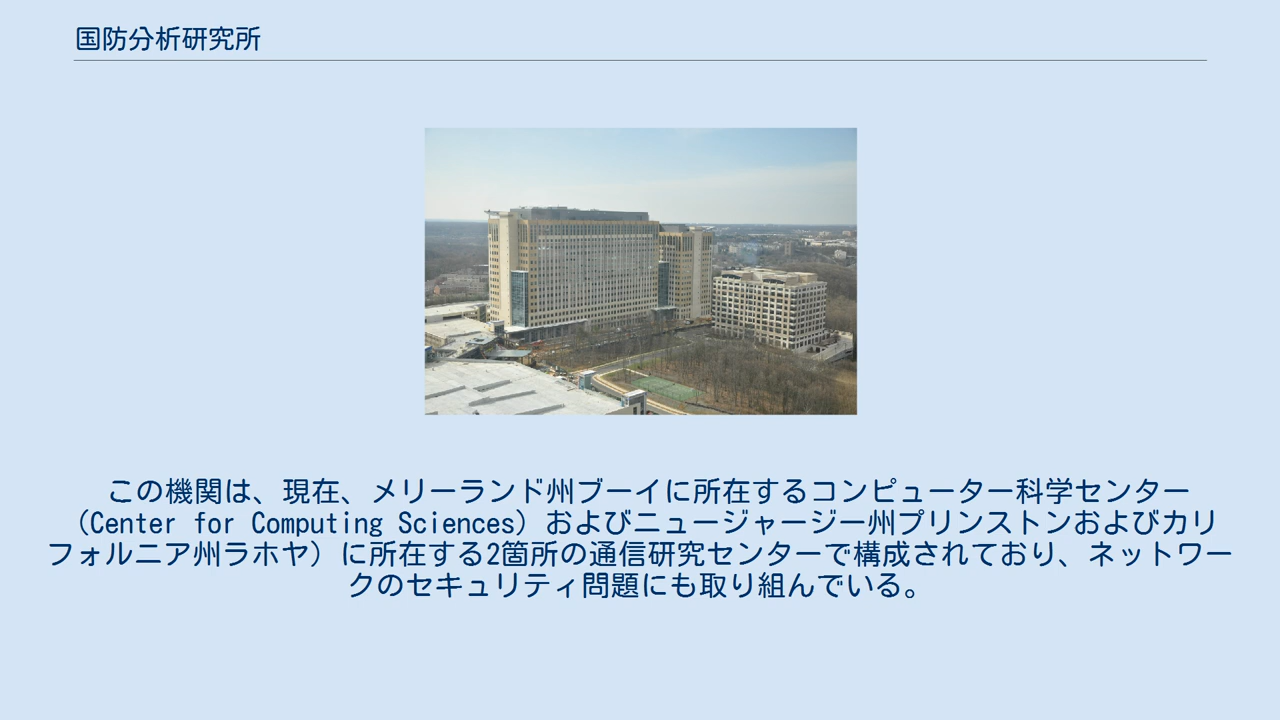 国防分析研究所
この機関は、現在、メリーランド州ブーイに所在するコンピューター科学センター
（Center for Computing Sciences）およびニュージャージー州プリンストンおよびカリ
フォルニア州ラホヤ）に所在する2箇所の通信研究センターで構成されており、ネットワー
クのセキュリティ問題にも取り組んでいる。